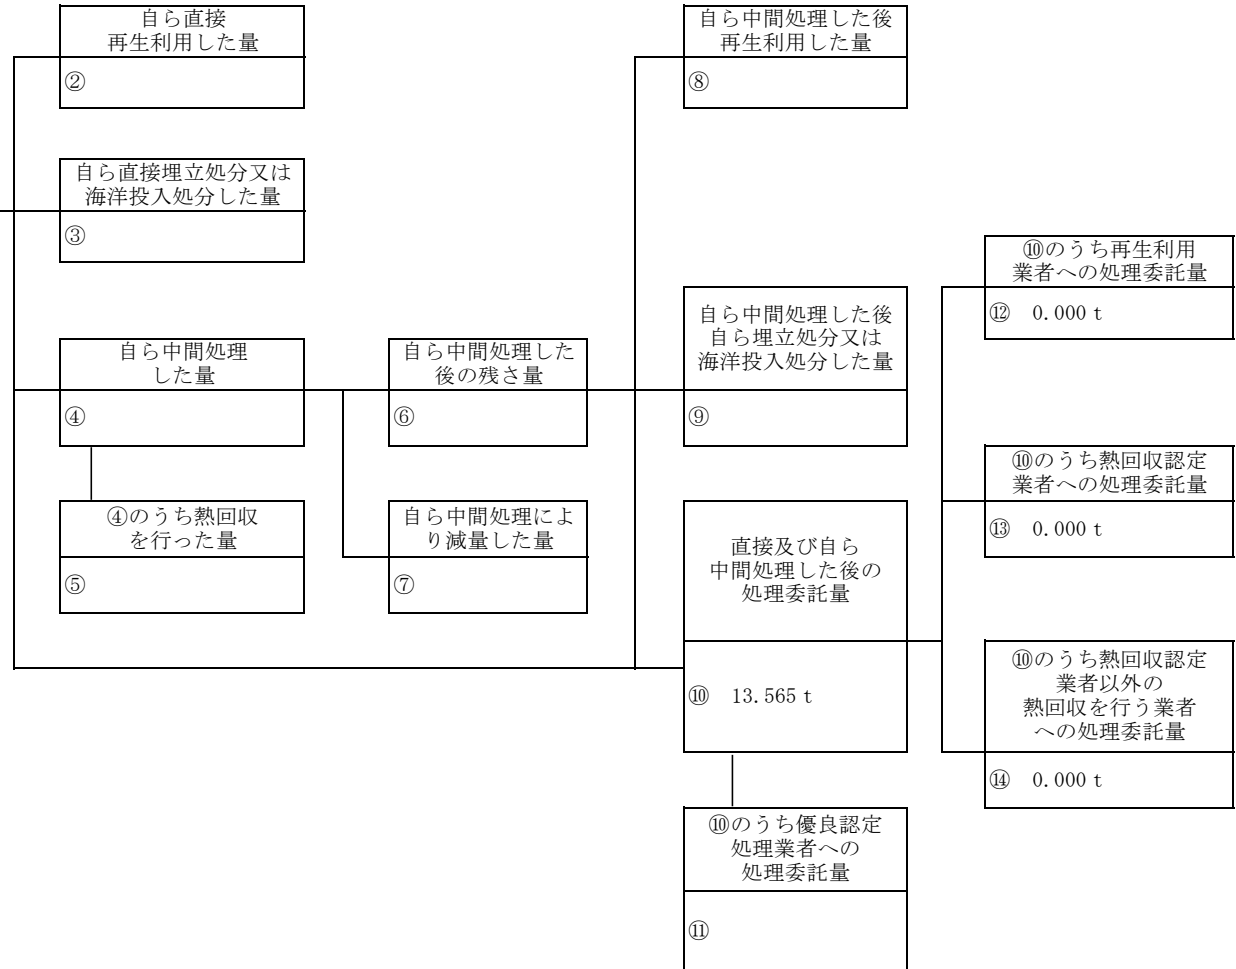 自ら直接
再生利用した量
②
自ら中間処理した後
再生利用した量
⑧
自ら直接埋立処分又は
海洋投入処分した量
③
⑩のうち再生利用
業者への処理委託量
⑫ 0.000 t
自ら中間処理した後
自ら埋立処分又は
海洋投入処分した量
⑨
自ら中間処理
した量
④
自ら中間処理した
後の残さ量
⑥
⑩のうち熱回収認定
業者への処理委託量
⑬ 0.000 t
④のうち熱回収
を行った量
⑤
自ら中間処理によ
り減量した量
⑦
直接及び自ら
中間処理した後の
処理委託量
⑩ 13.565 t
⑩のうち熱回収認定
業者以外の
熱回収を行う業者
への処理委託量
⑭ 0.000 t
⑩のうち優良認定
処理業者への
処理委託量
⑪